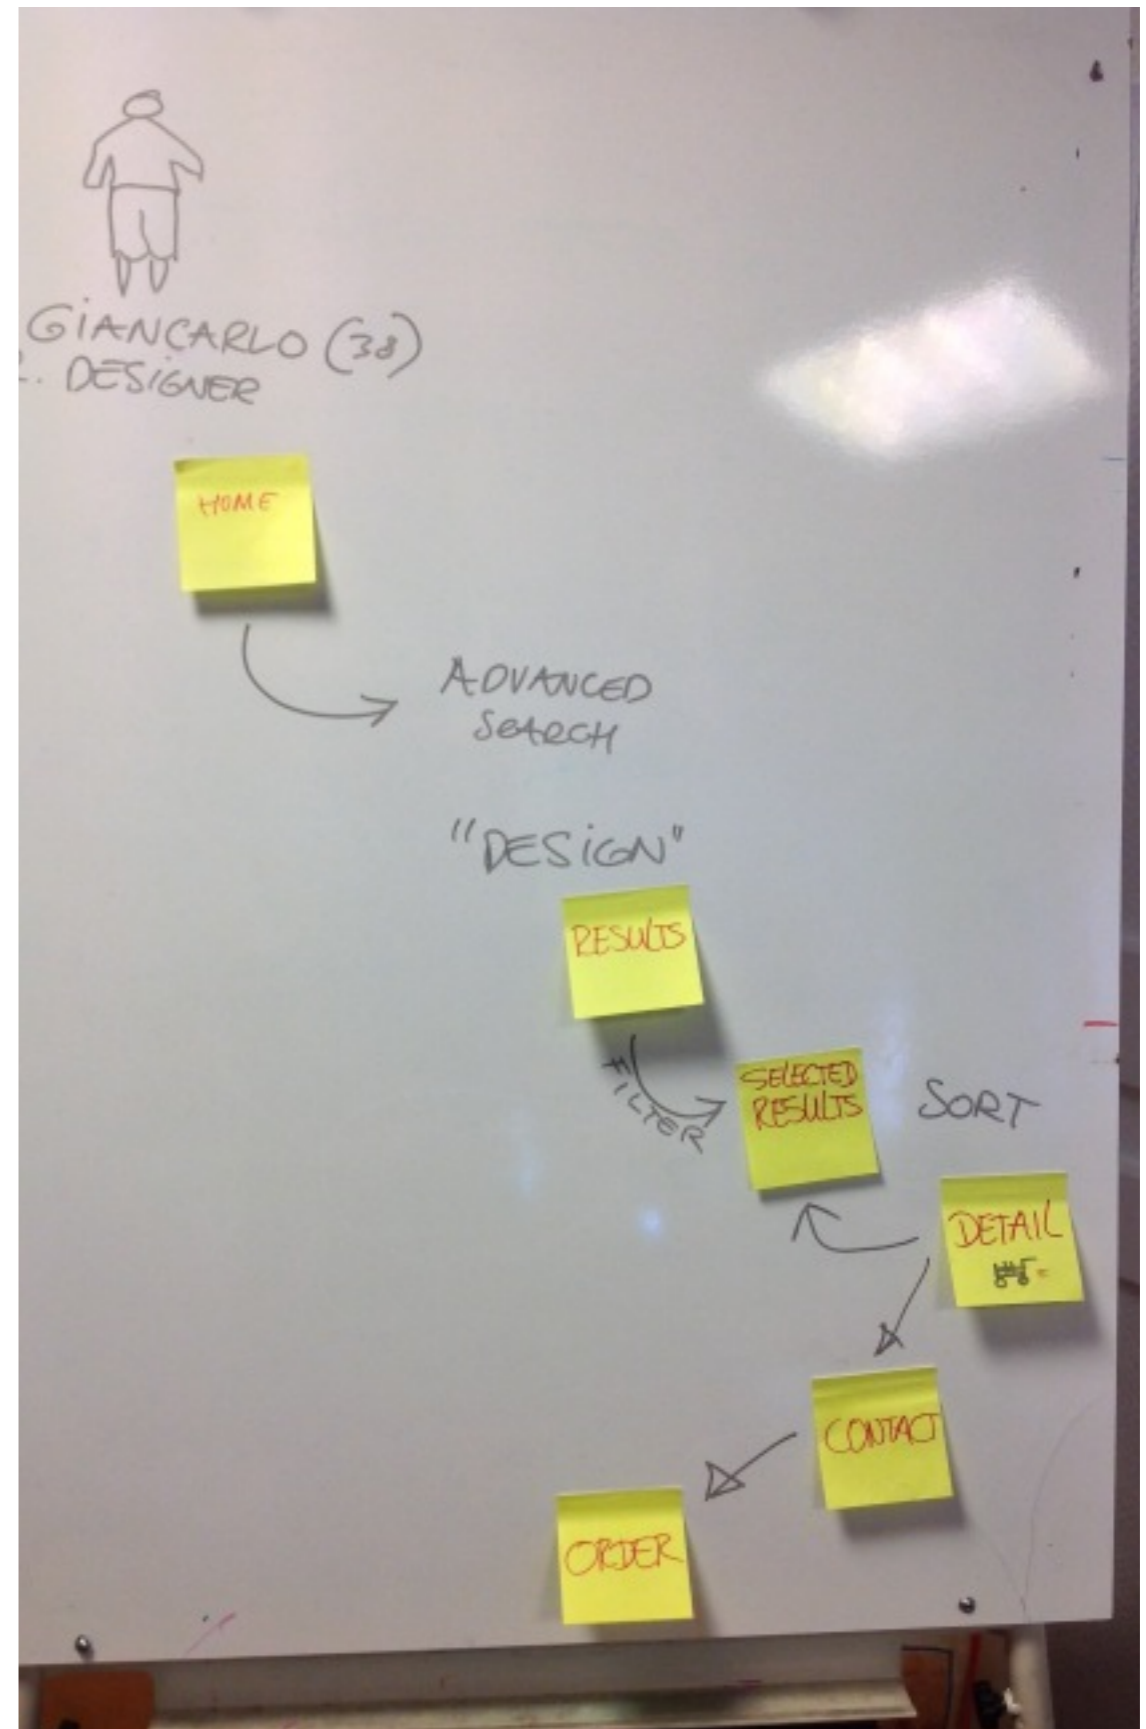 GIANCARLO (38)
. DESIGNER
HOME
ADVANCED
SEARCH
"DESIGN"
RESULTS
FILTER
SELECTED
RESULTS
SORT
DETAIL
CONTACT
ORDER